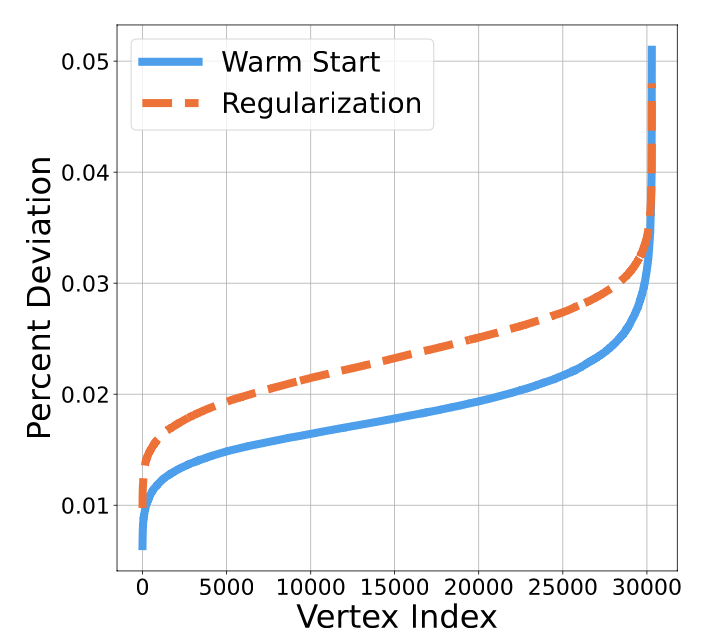 Warm Start
Regularization
Percent Deviation
0.05
0.04
0.03
0.02
0.01
0 5000 10000 15000 20000 25000 30000
Vertex Index